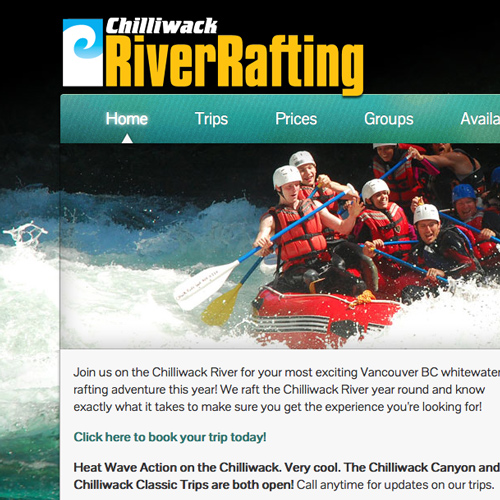 Chilliwack
RiverRafting
Home Trips Prices Groups Availa
Join us on the Chilliwack River for your most exciting Vancouver BC whitewater
rafting adventure this year! We raft the Chilliwack River year round and know
exactly what it takes to make sure you get the experience you're looking for!
Click here to book your trip today!
Heat Wave Action on the Chilliwack. Very cool. The Chilliwack Canyon and
Chilliwack Classic Trips are both open! Call anytime for updates on our trips.